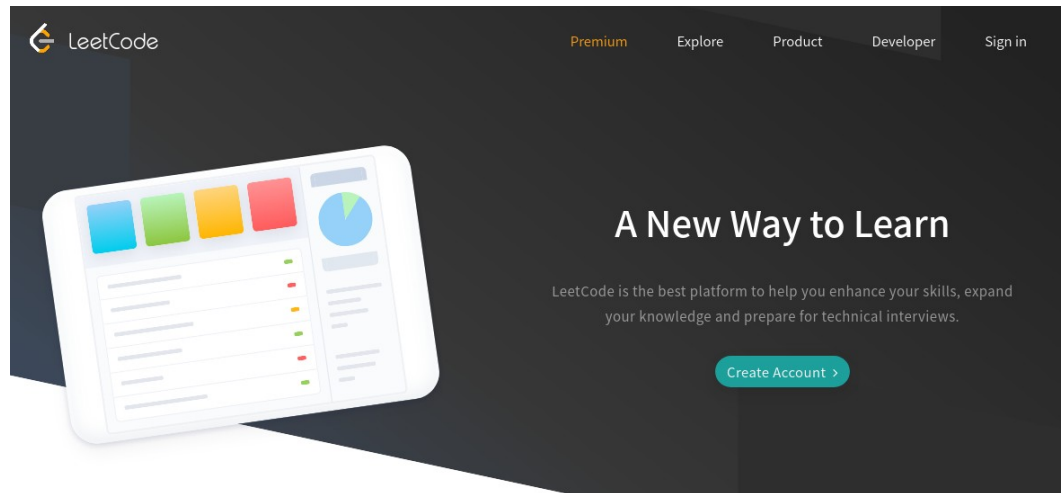 LeetCode
Premium Explore Product Developer Sign in
A New Way to Learn
LeetCode is the best platform to help you enhance your skills, expand
your knowledge and prepare for technical interviews.
Create Account >